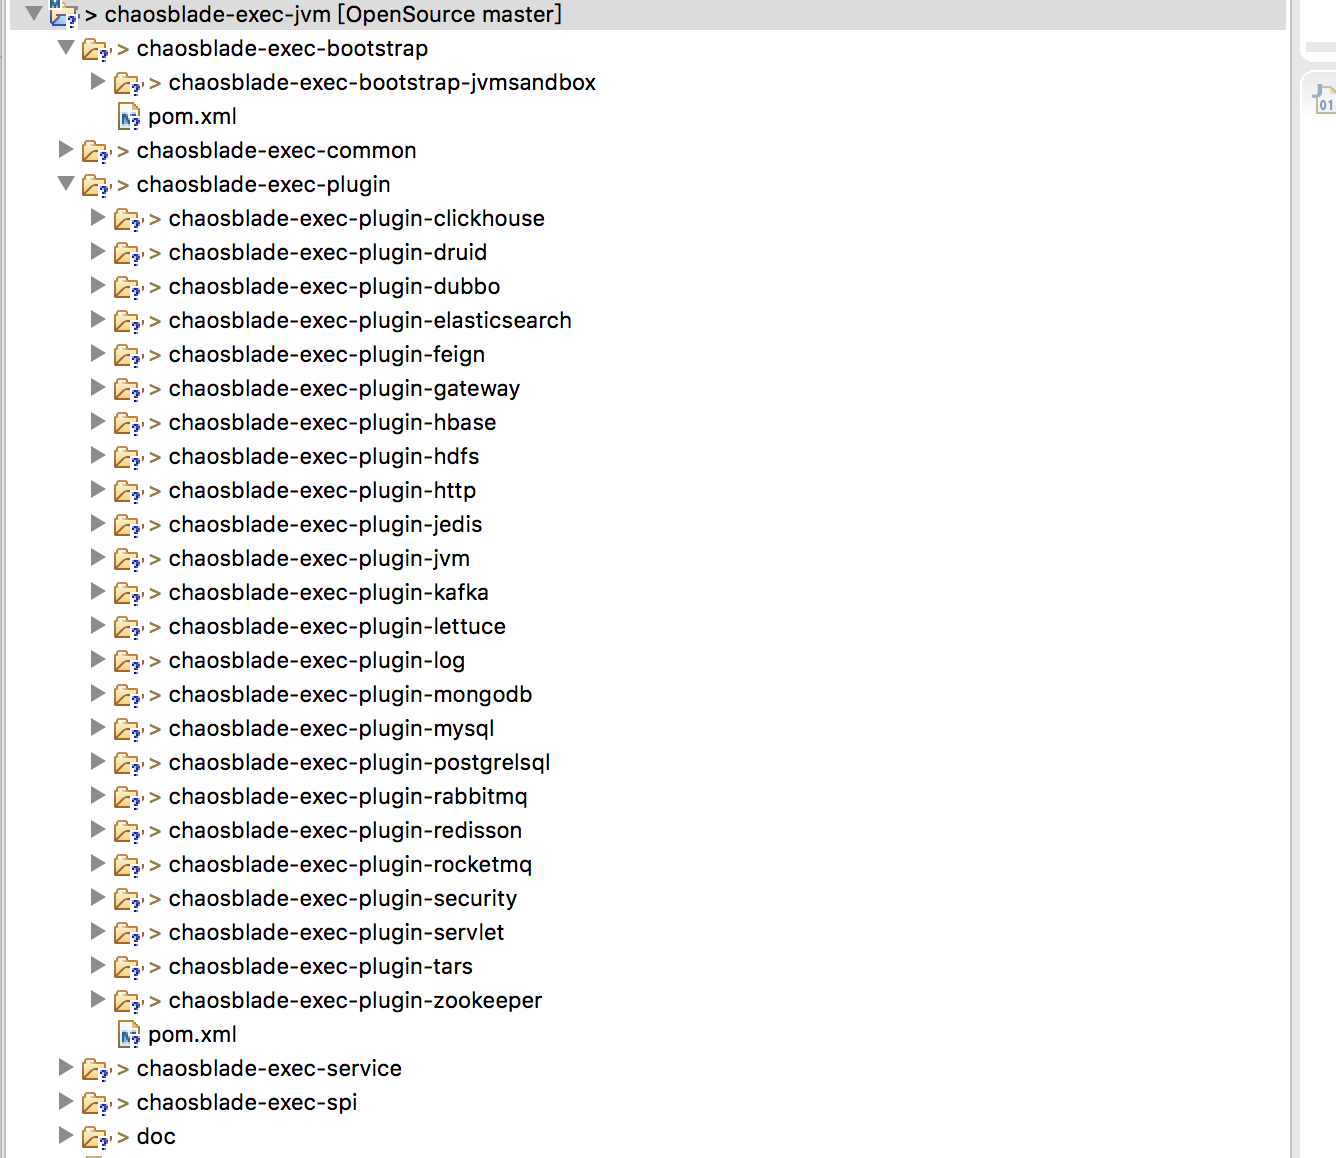 > chaosblade-exec-jvm [OpenSource master]
> chaosblade-exec-bootstrap
> chaosblade-exec-bootstrap-jvmsandbox
pom.xml
> chaosblade-exec-common
> chaosblade-exec-plugin
> chaosblade-exec-plugin-clickhouse
> chaosblade-exec-plugin-druid
> chaosblade-exec-plugin-dubbo
> chaosblade-exec-plugin-elasticsearch
> chaosblade-exec-plugin-feign
> chaosblade-exec-plugin-gateway
> chaosblade-exec-plugin-hbase
> chaosblade-exec-plugin-hdfs
> chaosblade-exec-plugin-http
> chaosblade-exec-plugin-jedis
> chaosblade-exec-plugin-jvm
> chaosblade-exec-plugin-kafka
> chaosblade-exec-plugin-lettuce
> chaosblade-exec-plugin-log
> chaosblade-exec-plugin-mongodb
> chaosblade-exec-plugin-mysql
> chaosblade-exec-plugin-postgrelsql
> chaosblade-exec-plugin-rabbitmq
> chaosblade-exec-plugin-redisson
> chaosblade-exec-plugin-rocketmq
> chaosblade-exec-plugin-security
> chaosblade-exec-plugin-servlet
> chaosblade-exec-plugin-tars
> chaosblade-exec-plugin-zookeeper
pom.xml
> chaosblade-exec-service
> chaosblade-exec-spi
> doc